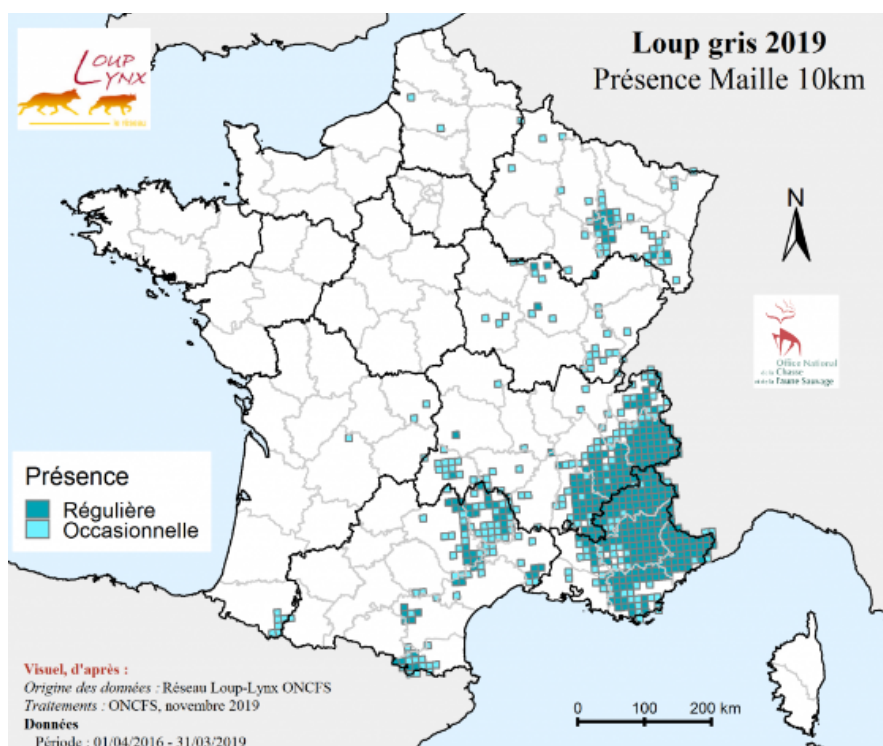 Loup gris 2019
Présence Maille 10km
LOUP
LYNX
le réseau
N
Office National
de la Chasse
et de la Faune Sauvage
Présence
Régulière
Occasionnelle
Visuel, d'après :
Origine des données : Réseau Loup-Lynx ONCFS
Traitements : ONCFS, novembre 2019
Données
Période : 01/04/2016 - 31/03/2019
0 100 200 km